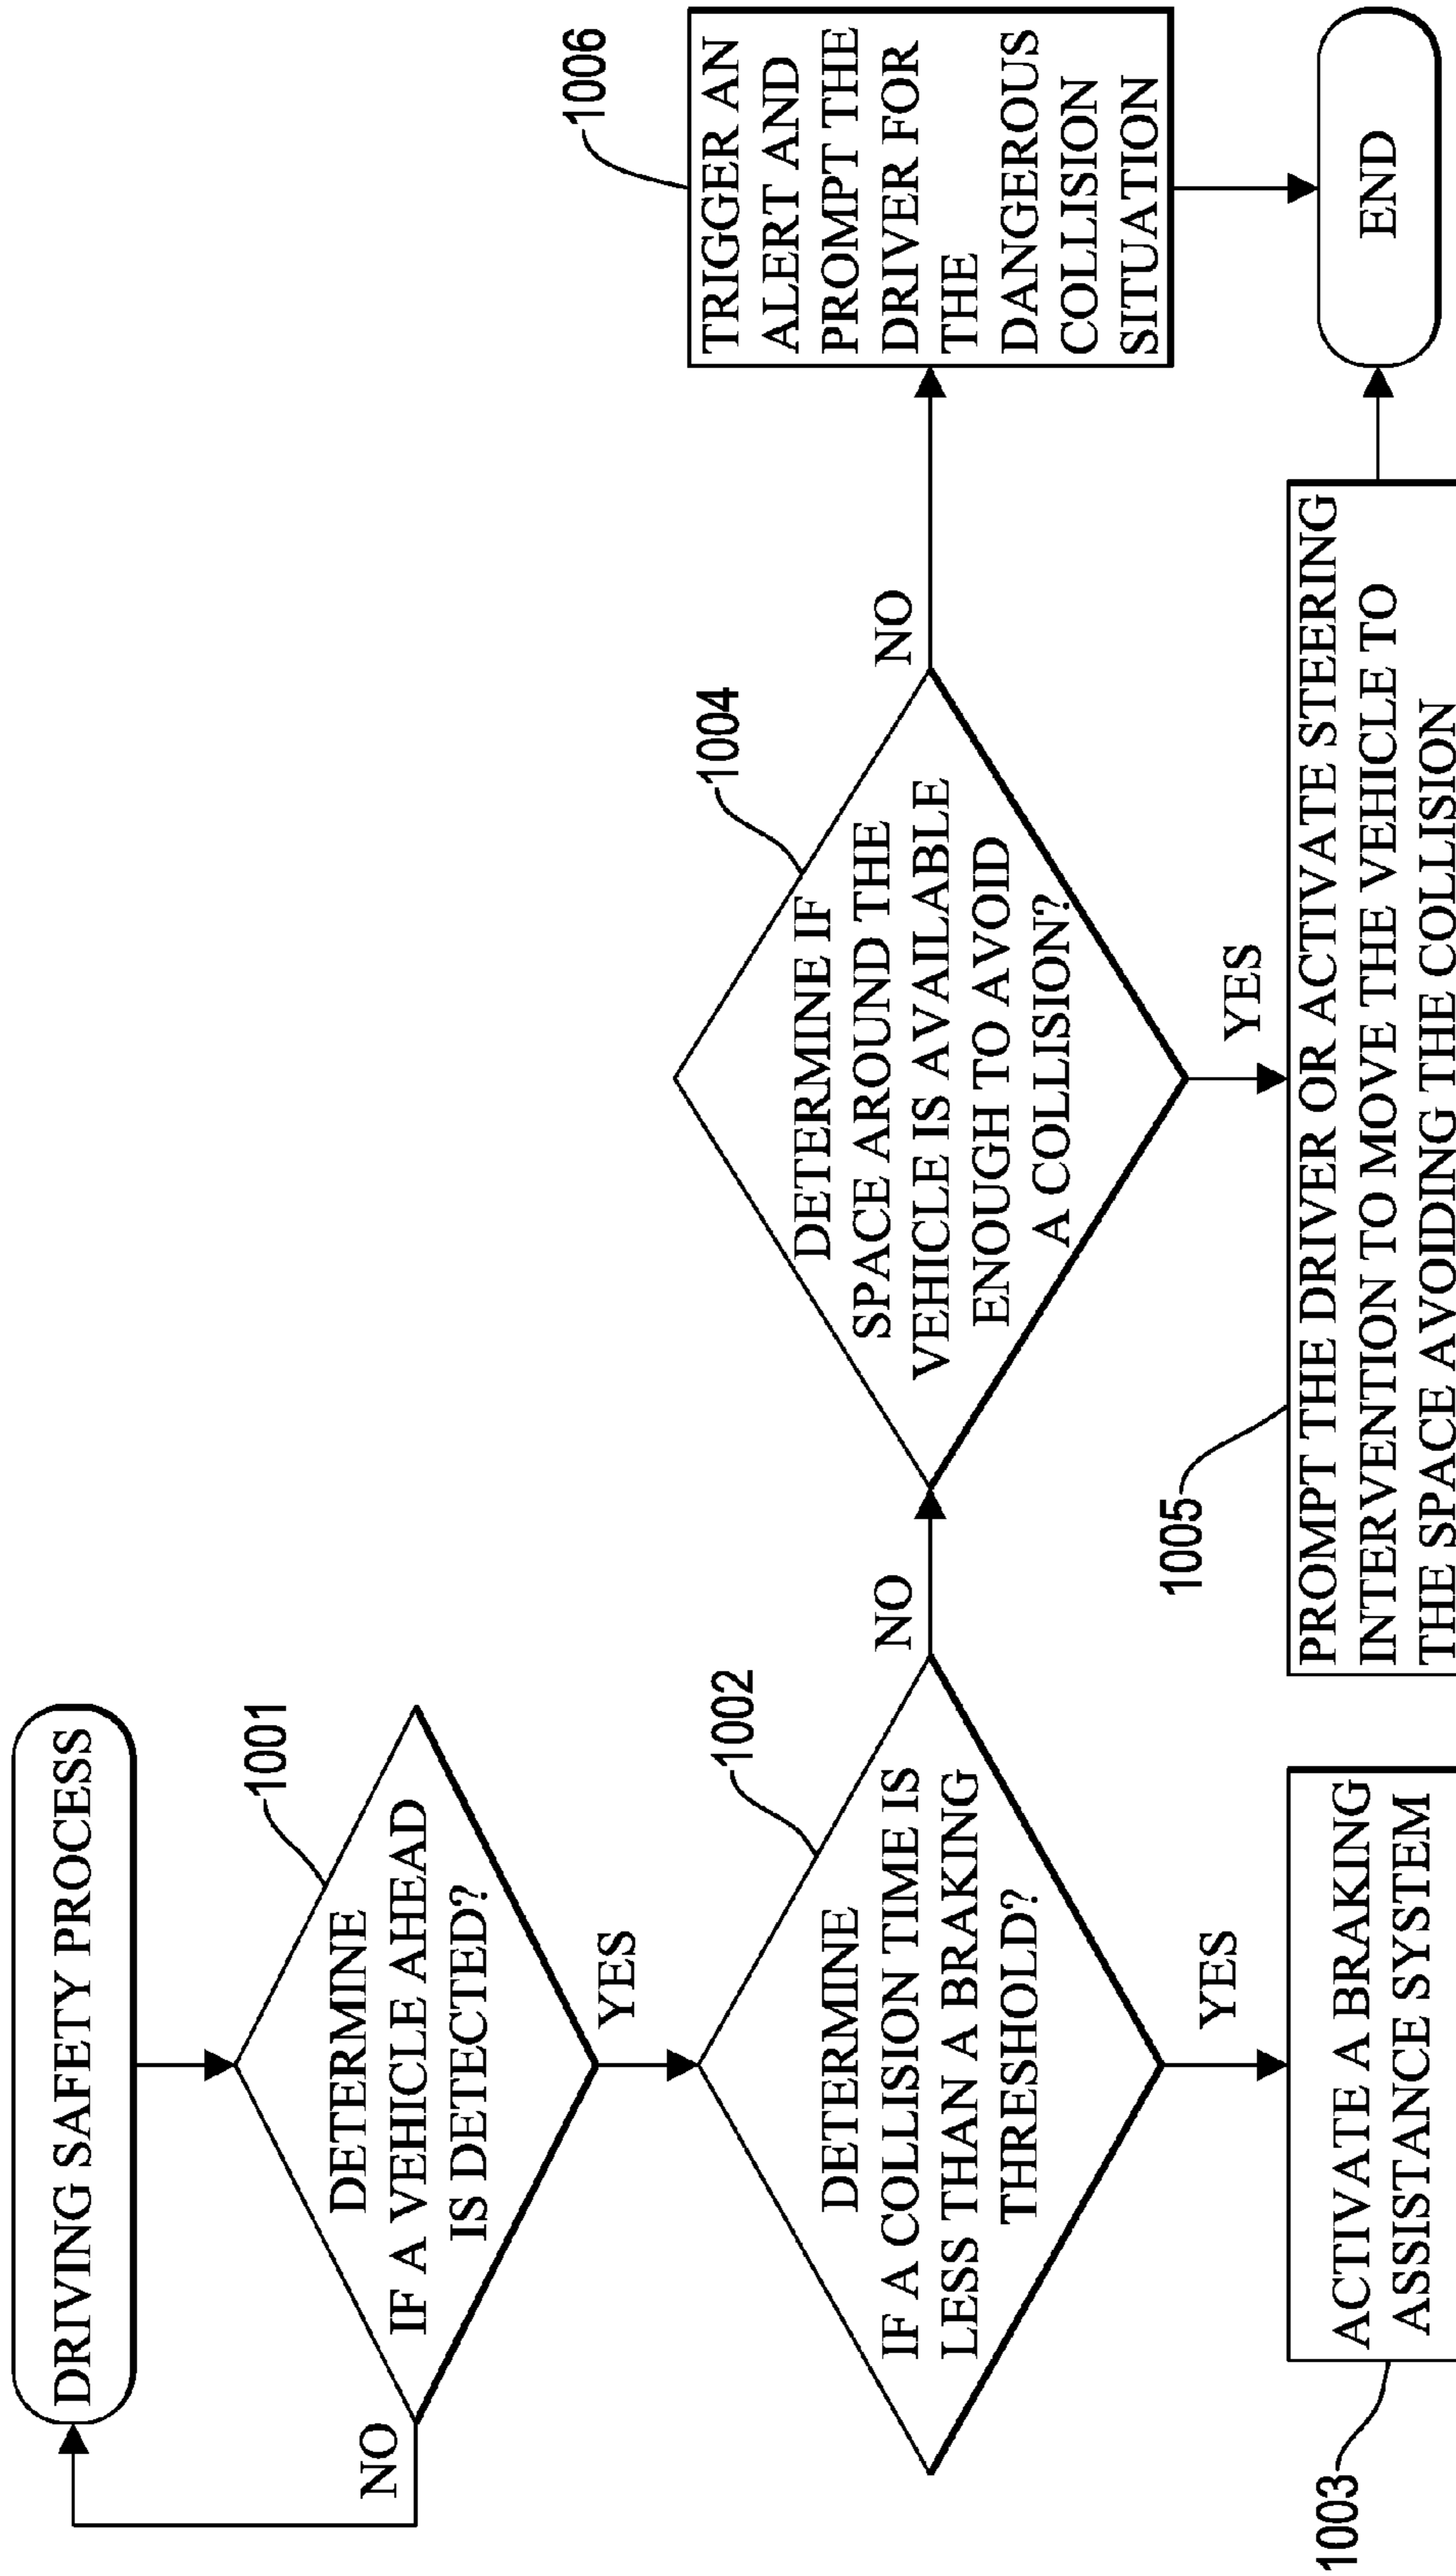 DRIVING SAFETY PROCESS
1001
DETERMINE
IF A VEHICLE AHEAD
IS DETECTED?
NO
YES
1002
DETERMINE
IF A COLLISION TIME IS
LESS THAN A BRAKING
THRESHOLD?
NO
YES
1003
ACTIVATE A BRAKING
ASSISTANCE SYSTEM
1004
DETERMINE IF
SPACE AROUND THE
VEHICLE IS AVAILABLE
ENOUGH TO AVOID
A COLLISION?
NO
YES
1005
PROMPT THE DRIVER OR ACTIVATE STEERING
INTERVENTION TO MOVE THE VEHICLE TO
THE SPACE AVOIDING THE COLLISION
1006
TRIGGER AN
ALERT AND
PROMPT THE
DRIVER FOR
THE
DANGEROUS
COLLISION
SITUATION
END